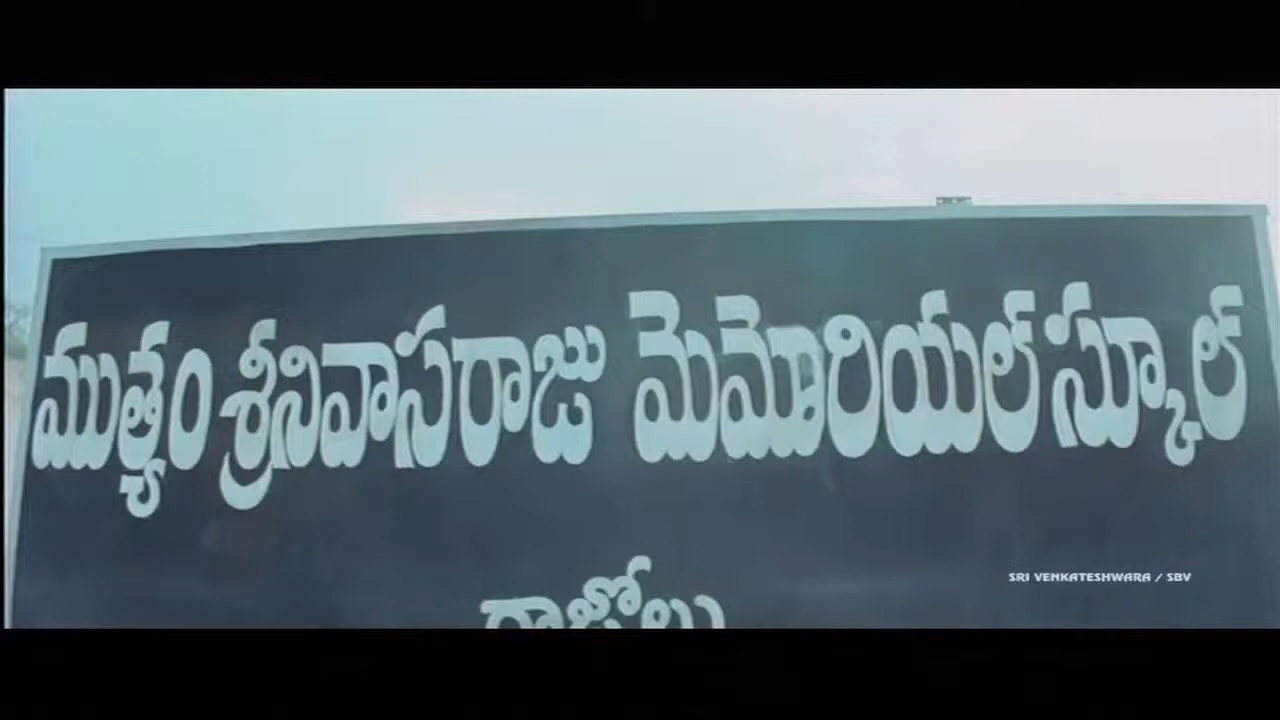 ముత్యం శ్రీనివాసరాజు మెమోరియల్ స్కూల్
రాజోలు
SRI VENKATESHWARA / SBV